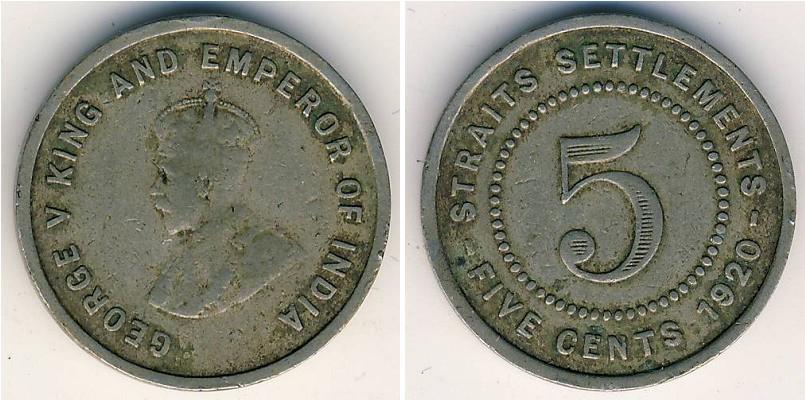 GEORGE V KING AND EMPEROR OF INDIA
STRAITS SETTLEMENTS
5
FIVE CENTS 1920